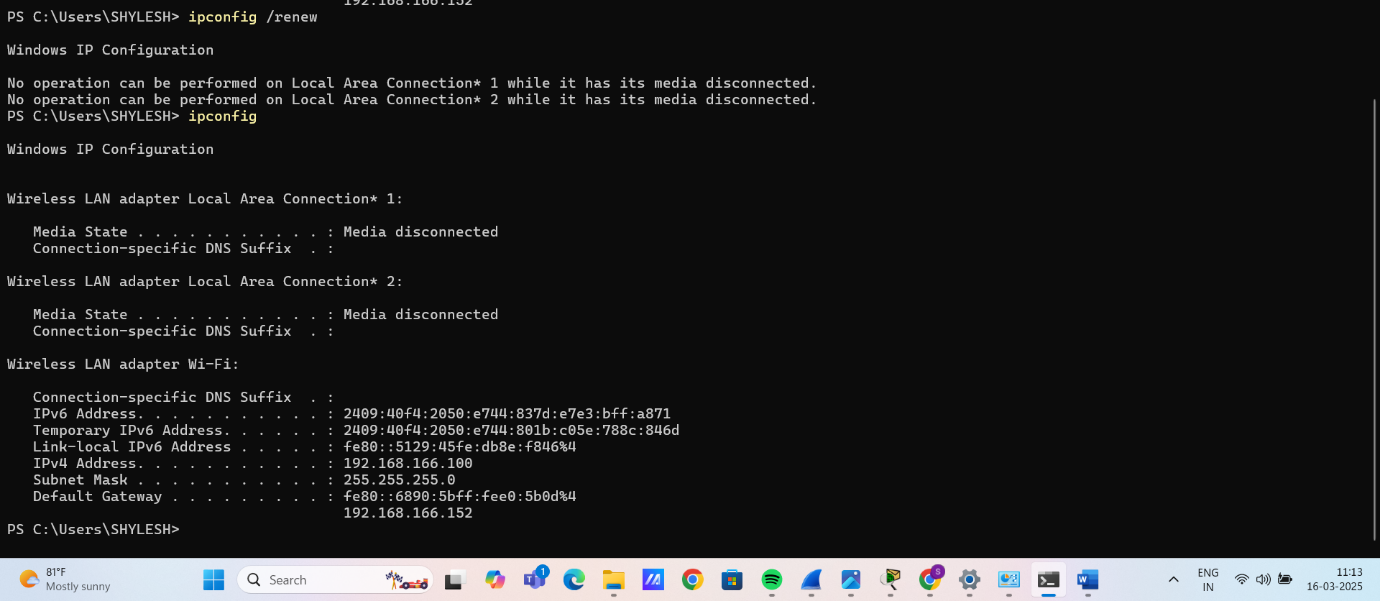 192.168.166.152
PS C:\Users\SHYLESH> ipconfig /renew
Windows IP Configuration
No operation can be performed on Local Area Connection* 1 while it has its media disconnected.
No operation can be performed on Local Area Connection* 2 while it has its media disconnected.
PS C:\Users\SHYLESH> ipconfig
Windows IP Configuration
Wireless LAN adapter Local Area Connection* 1:
Media State . . . . . . . . . . . : Media disconnected
Connection-specific DNS Suffix  . :
Wireless LAN adapter Local Area Connection* 2:
Media State . . . . . . . . . . . : Media disconnected
Connection-specific DNS Suffix  . :
Wireless LAN adapter Wi-Fi:
Connection-specific DNS Suffix  . :
IPv6 Address. . . . . . . . . . . : 2409:40f4:2050:e744:837d:e7e3:bff:a871
Temporary IPv6 Address. . . . . . : 2409:40f4:2050:e744:801b:c05e:788c:846d
Link-local IPv6 Address . . . . . : fe80::5129:45fe:db8e:f846%4
IPv4 Address. . . . . . . . . . . : 192.168.166.100
Subnet Mask . . . . . . . . . . . : 255.255.255.0
Default Gateway . . . . . . . . . : fe80::6890:5bff:fee0:5b0d%4
192.168.166.152
PS C:\Users\SHYLESH>
81°F
Mostly sunny
Search
1
S
ENG
IN
11:13
16-03-2025